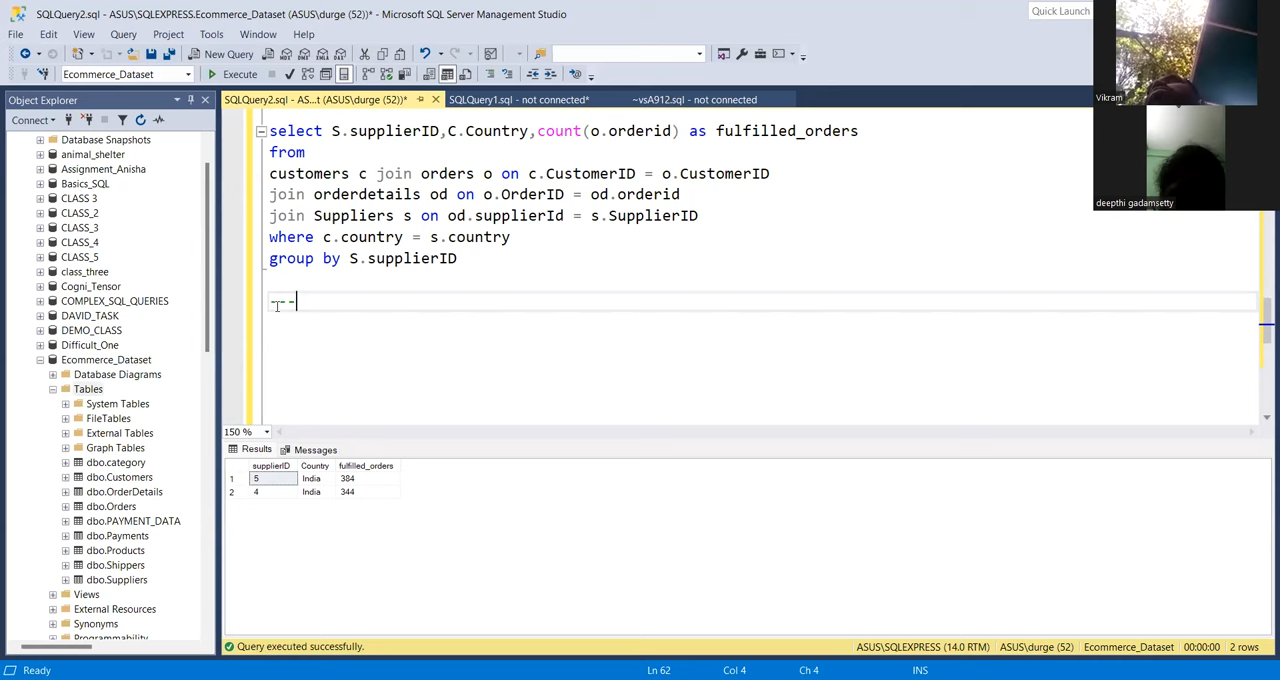 SQLQuery2.sql - ASUS\SQLEXPRESS.Ecommerce_Dataset (ASUS\durge (52))* - Microsoft SQL Server Management Studio
Quick Launch
File Edit View Query Project Tools Window Help
New Query
Ecommerce_Dataset Execute
Object Explorer
SQLQuery2.sql - AS...t (ASUS\durge (52))* SQLQuery1.sql - not connected* ~vsA912.sql - not connected
Vikram
deepthi gadamsetty
Connect
Database Snapshots
animal_shelter
Assignment_Anisha
Basics_SQL
CLASS 3
CLASS_2
CLASS_3
CLASS_4
CLASS_5
class_three
Cogni_Tensor
COMPLEX_SQL_QUERIES
DAVID_TASK
DEMO_CLASS
Difficult_One
Ecommerce_Dataset
Database Diagrams
Tables
System Tables
FileTables
External Tables
Graph Tables
dbo.category
dbo.Customers
dbo.OrderDetails
dbo.Orders
dbo.PAYMENT_DATA
dbo.Payments
dbo.Products
dbo.Shippers
dbo.Suppliers
Views
External Resources
Synonyms
Programmability
select S.supplierID,C.Country,count(o.orderid) as fulfilled_orders
from
customers c join orders o on c.CustomerID = o.CustomerID
join orderdetails od on o.OrderID = od.orderid
join Suppliers s on od.supplierId = s.SupplierID
where c.country = s.country
group by S.supplierID
---
150 %
Results Messages
supplierID Country fulfilled_orders
1 5 India 384
2 4 India 344
Query executed successfully. ASUS\SQLEXPRESS (14.0 RTM) ASUS\durge (52) Ecommerce_Dataset 00:00:00 2 rows
Ready Ln 62 Col 4 Ch 4 INS